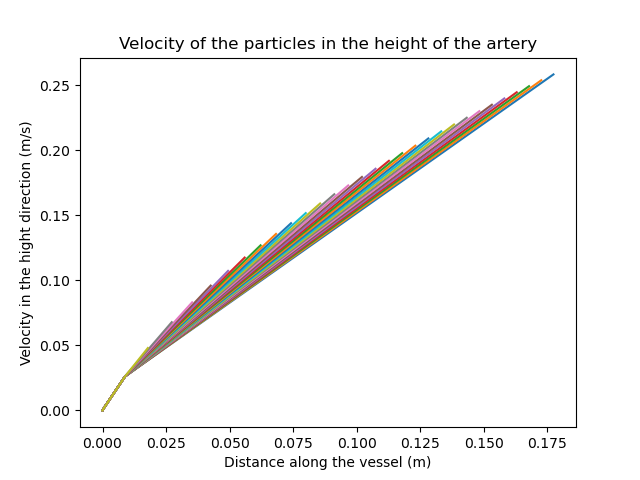 Velocity of the particles in the height of the artery
Velocity in the hight direction (m/s)
0.25
0.20
0.15
0.10
0.05
0.00
0.000 0.025 0.050 0.075 0.100 0.125 0.150 0.175
Distance along the vessel (m)